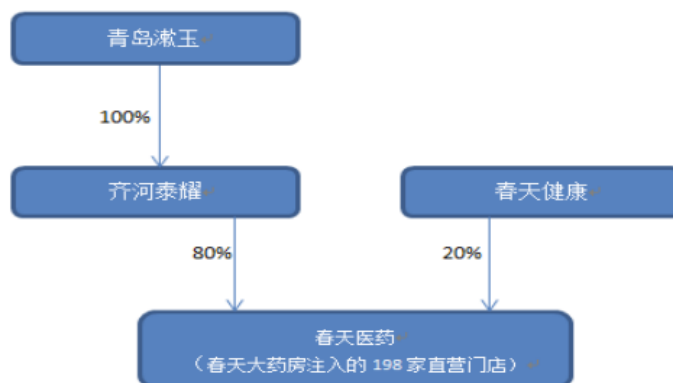 青岛漱玉
100%
齐河泰耀
春天健康
80%
20%
春天医药
（春天大药房注入的 198 家直营门店）